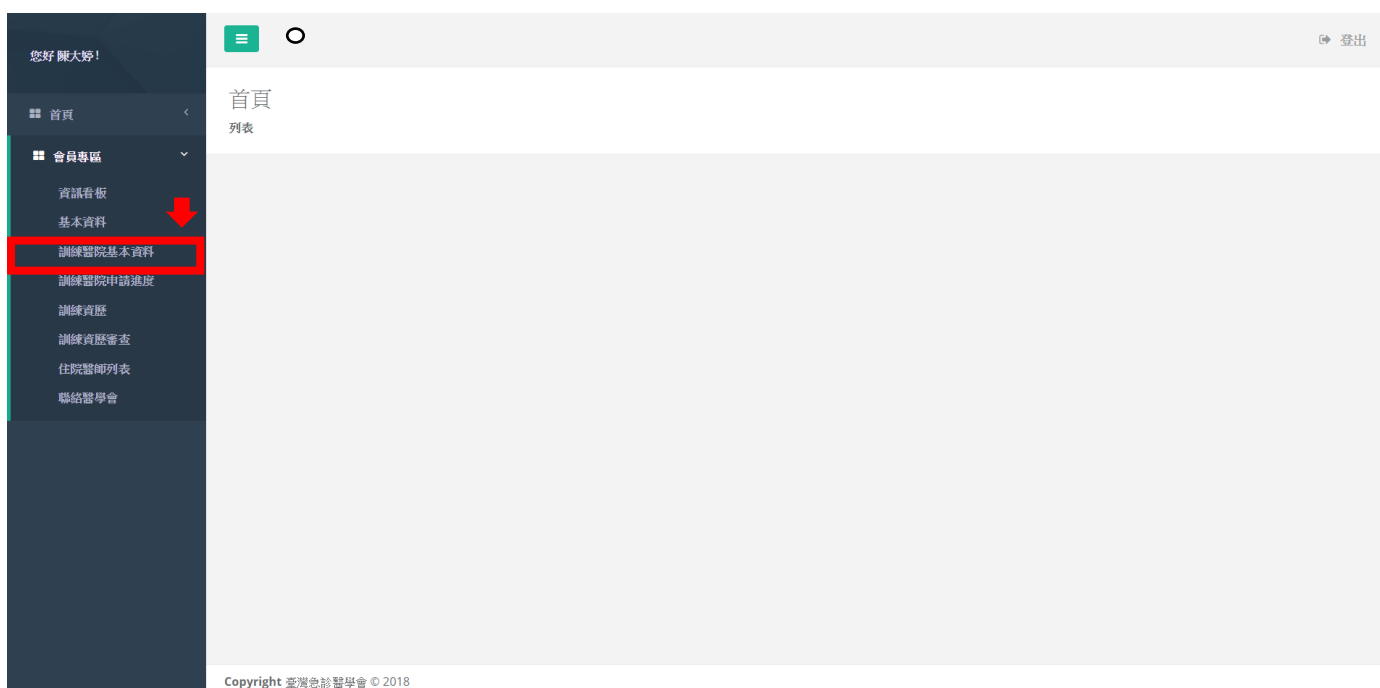 您好 陳大婷!
登出
首頁
列表
首頁
會員專區
資訊看板
基本資料
訓練醫院基本資料
訓練醫院申請進度
訓練資歷
訓練資歷審查
住院醫師列表
聯絡醫學會
Copyright 臺灣急診醫學會 © 2018